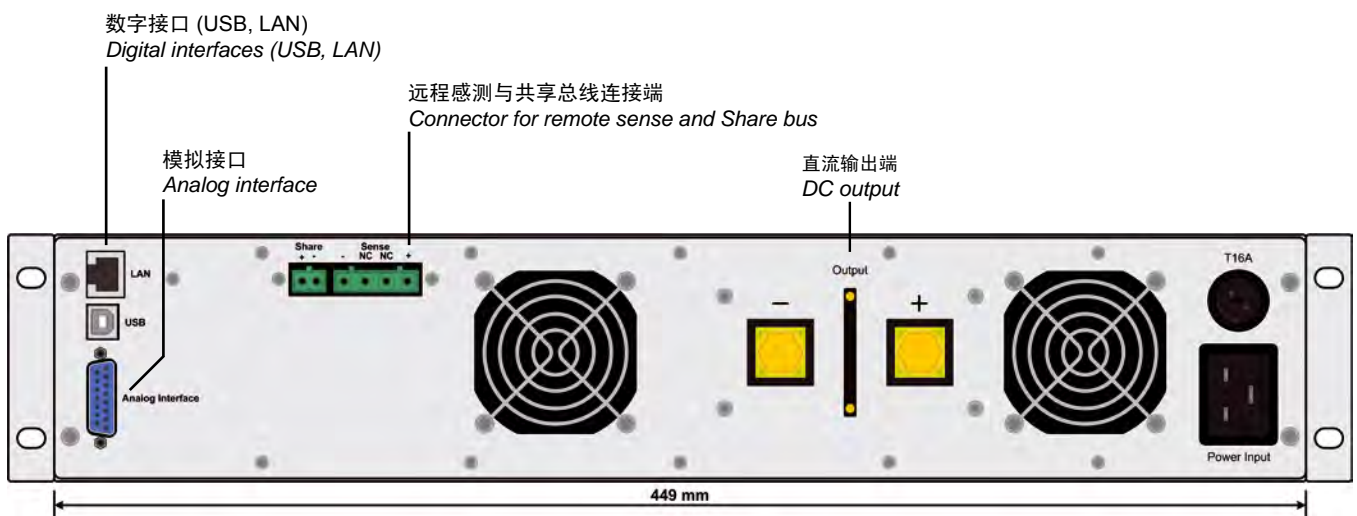 数字接口 (USB, LAN)
Digital interfaces (USB, LAN)
远程感测与共享总线连接端
Connector for remote sense and Share bus
模拟接口
Analog interface
直流输出端
DC output
Share
+ -
Sense
- NC NC +
LAN
USB
Analog Interface
Output
− +
T16A
Power Input
449 mm